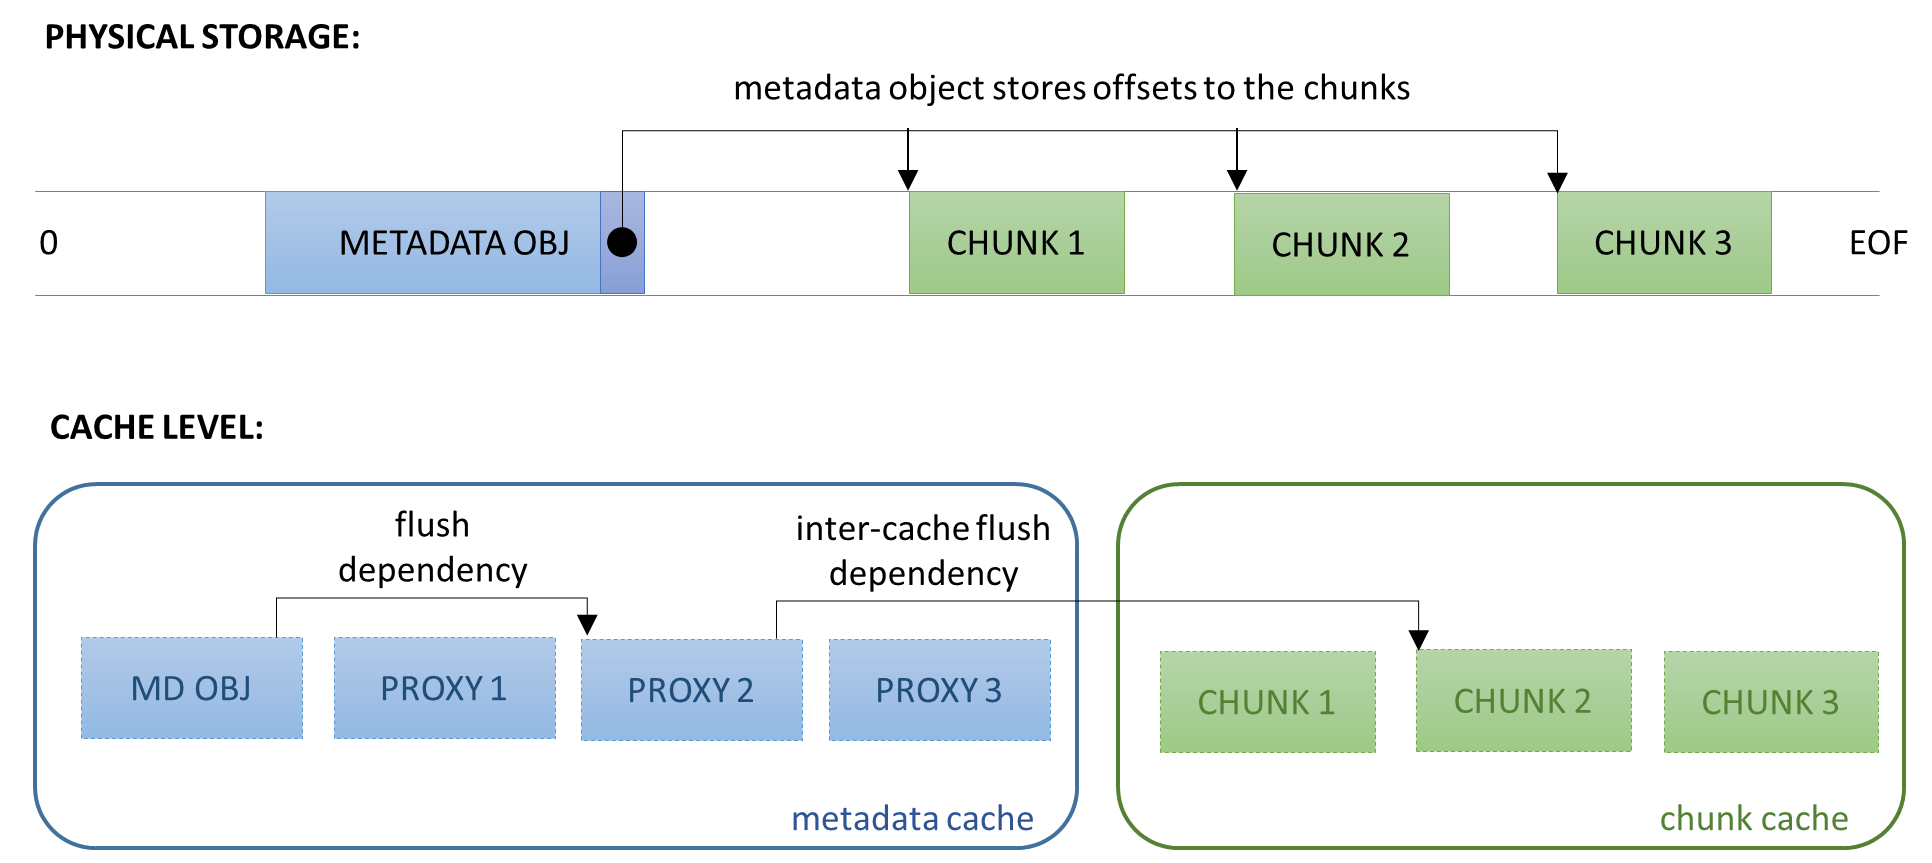 PHYSICAL STORAGE:
metadata object stores offsets to the chunks
0
METADATA OBJ
CHUNK 1
CHUNK 2
CHUNK 3
EOF
CACHE LEVEL:
flush
dependency
inter-cache flush
dependency
MD OBJ
PROXY 1
PROXY 2
PROXY 3
CHUNK 1
CHUNK 2
CHUNK 3
metadata cache
chunk cache